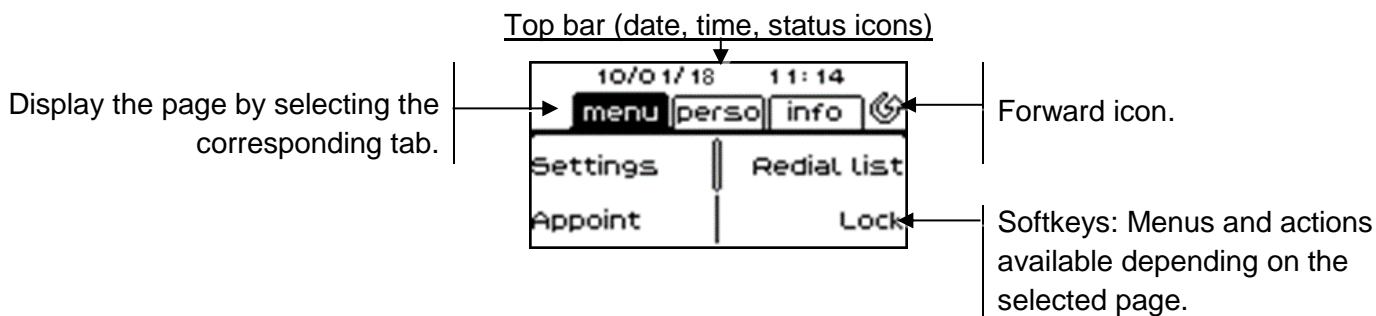 Top bar (date, time, status icons)
10/01/18 11:14
Display the page by selecting the
corresponding tab.
menu perso info
Forward icon.
Settings Redial list
Appoint Lock
Softkeys: Menus and actions
available depending on the
selected page.